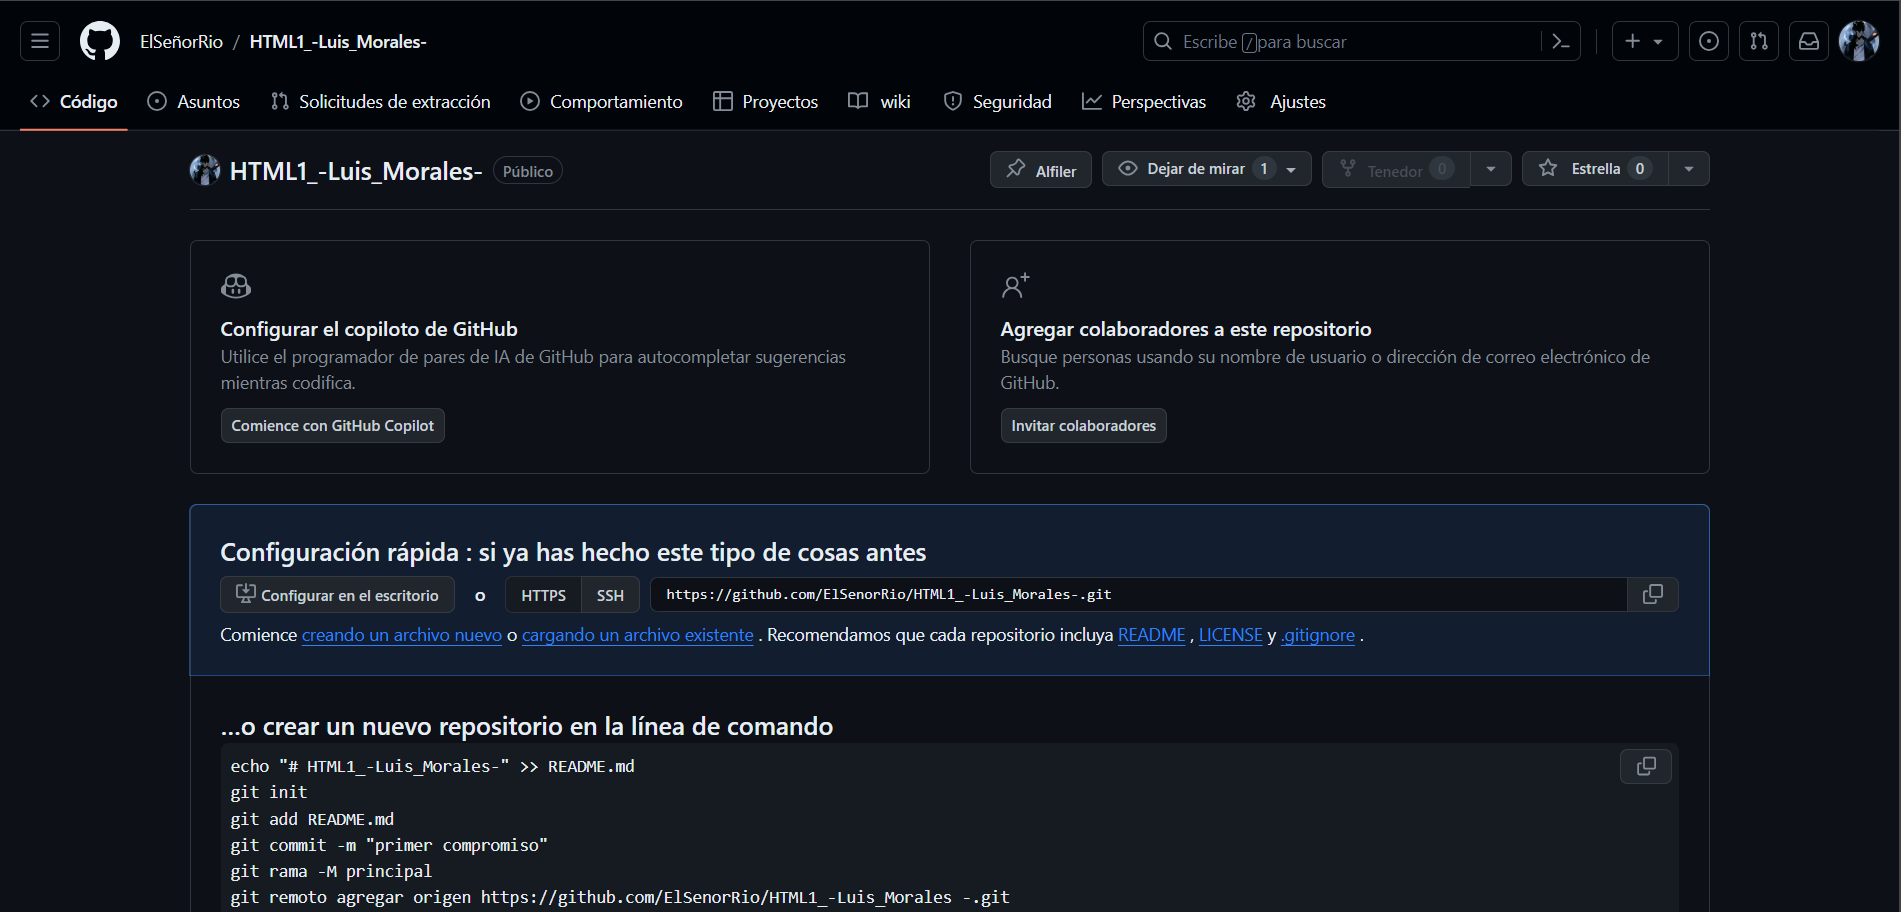 ElSeñorRio / HTML1_-Luis_Morales-
Escribe / para buscar
Código Asuntos Solicitudes de extracción Comportamiento Proyectos wiki Seguridad Perspectivas Ajustes
HTML1_-Luis_Morales- Público
Alfiler Dejar de mirar 1 Tenedor 0 Estrella 0
Configurar el copiloto de GitHub
Utilice el programador de pares de IA de GitHub para autocompletar sugerencias
mientras codifica.
Comience con GitHub Copilot
Agregar colaboradores a este repositorio
Busque personas usando su nombre de usuario o dirección de correo electrónico de
GitHub.
Invitar colaboradores
Configuración rápida : si ya has hecho este tipo de cosas antes
Configurar en el escritorio o HTTPS SSH https://github.com/ElSenorRio/HTML1_-Luis_Morales-.git
Comience creando un archivo nuevo o cargando un archivo existente . Recomendamos que cada repositorio incluya README , LICENSE y .gitignore .
...o crear un nuevo repositorio en la línea de comando
echo "# HTML1_-Luis_Morales-" >> README.md
git init
git add README.md
git commit -m "primer compromiso"
git rama -M principal
git remoto agregar origen https://github.com/ElSenorRio/HTML1_-Luis_Morales -.git